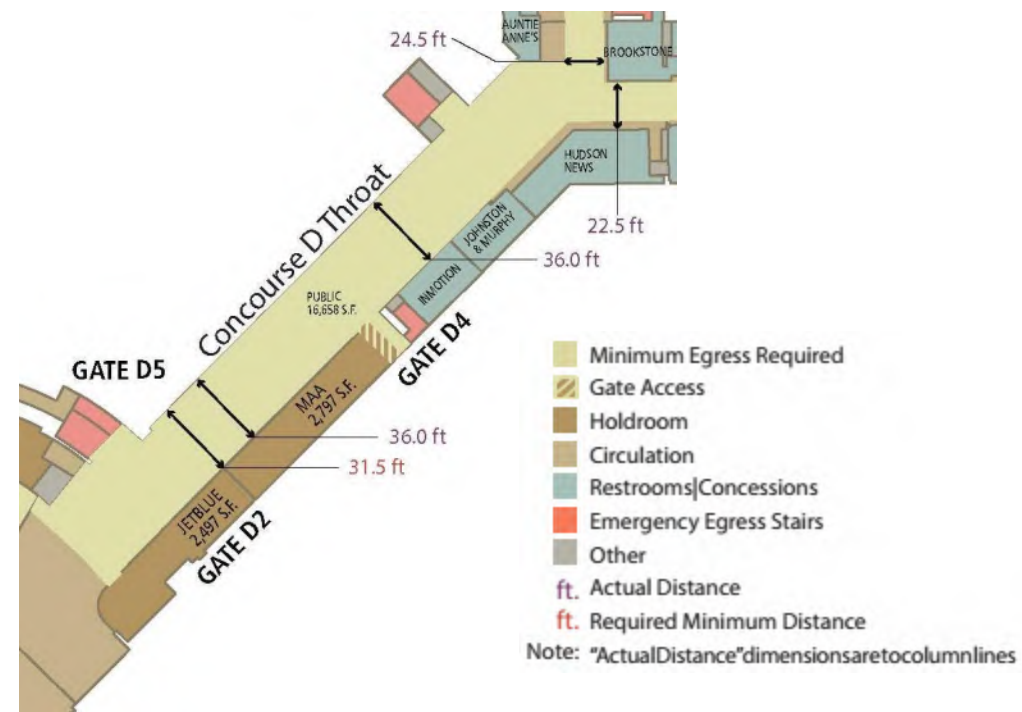 AUNTIE
ANNE'S
24.5 ft
BROOKSTONE
HUDSON
NEWS
22.5 ft
JOHNSTON
& MURPHY
36.0 ft
INMOTION
Concourse D Throat
PUBLIC
16,658 S.F.
GATE D4
GATE D5
MAA
2,797 S.F.
36.0 ft
31.5 ft
JETBLUE
2,497 S.F.
GATE D2
Minimum Egress Required
Gate Access
Holdroom
Circulation
Restrooms|Concessions
Emergency Egress Stairs
Other
ft. Actual Distance
ft. Required Minimum Distance
Note: "ActualDistance"dimensionsaretocolumnlines